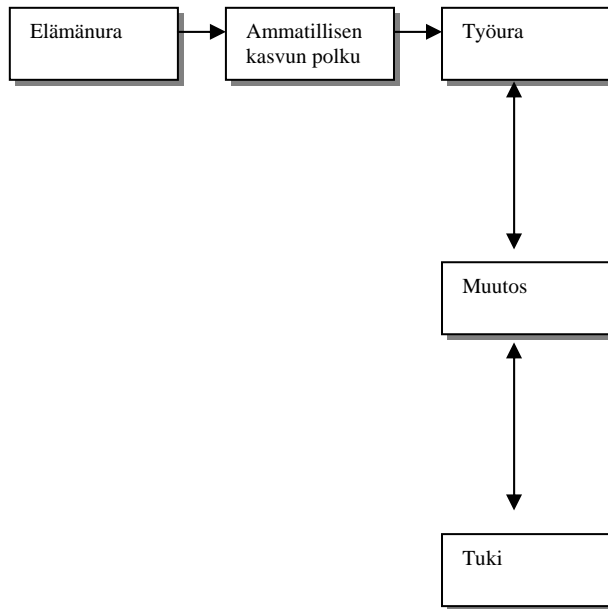 Elämänura
Ammatillisen
kasvun polku
Työura
Muutos
Tuki